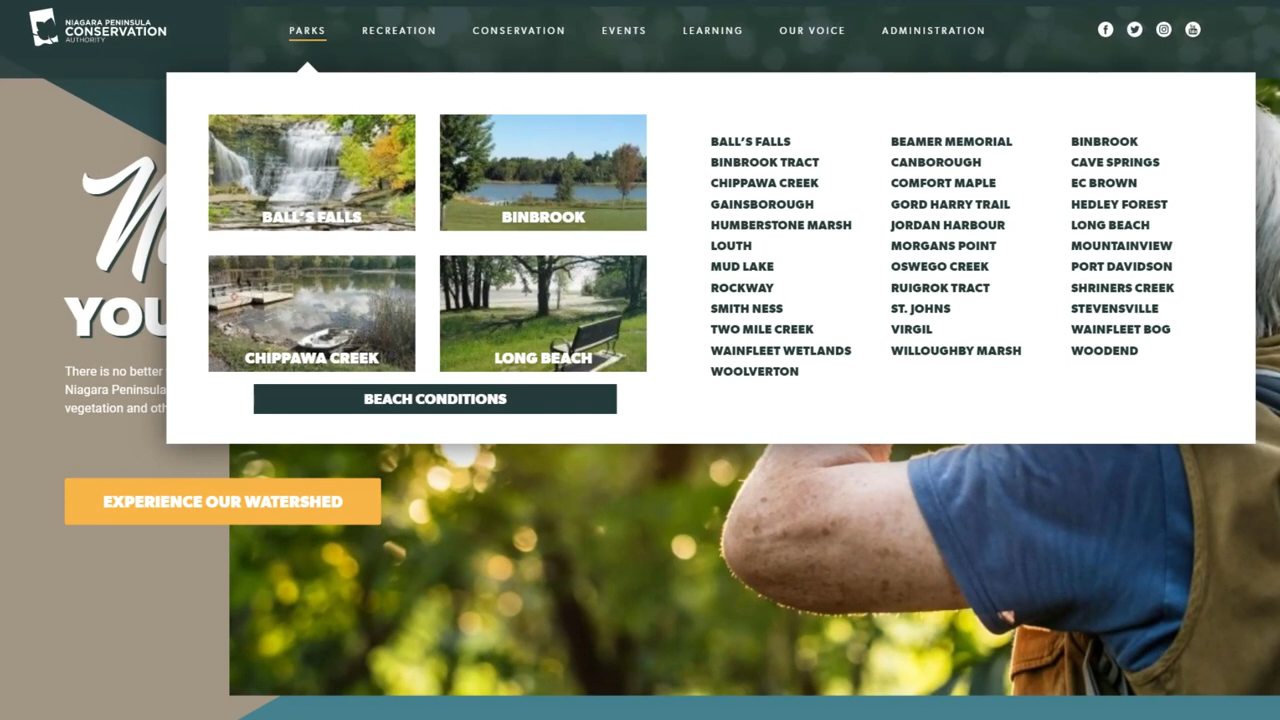 NIAGARA PENINSULA
CONSERVATION
AUTHORITY
PARKS
RECREATION
CONSERVATION
EVENTS
LEARNING
OUR VOICE
ADMINISTRATION
BALL'S FALLS
BINBROOK
CHIPPAWA CREEK
LONG BEACH
BEACH CONDITIONS
BALL'S FALLS
BINBROOK TRACT
CHIPPAWA CREEK
GAINSBOROUGH
HUMBERSTONE MARSH
LOUTH
MUD LAKE
ROCKWAY
SMITH NESS
TWO MILE CREEK
WAINFLEET WETLANDS
WOOLVERTON
BEAMER MEMORIAL
CANBOROUGH
COMFORT MAPLE
GORD HARRY TRAIL
JORDAN HARBOUR
MORGANS POINT
OSWEGO CREEK
RUIGROK TRACT
ST. JOHNS
VIRGIL
WILLOUGHBY MARSH
BINBROOK
CAVE SPRINGS
EC BROWN
HEDLEY FOREST
LONG BEACH
MOUNTAINVIEW
PORT DAVIDSON
SHRINERS CREEK
STEVENSVILLE
WAINFLEET BOG
WOODEND
YOU
There is no better
Niagara Peninsula
vegetation and oth
EXPERIENCE OUR WATERSHED